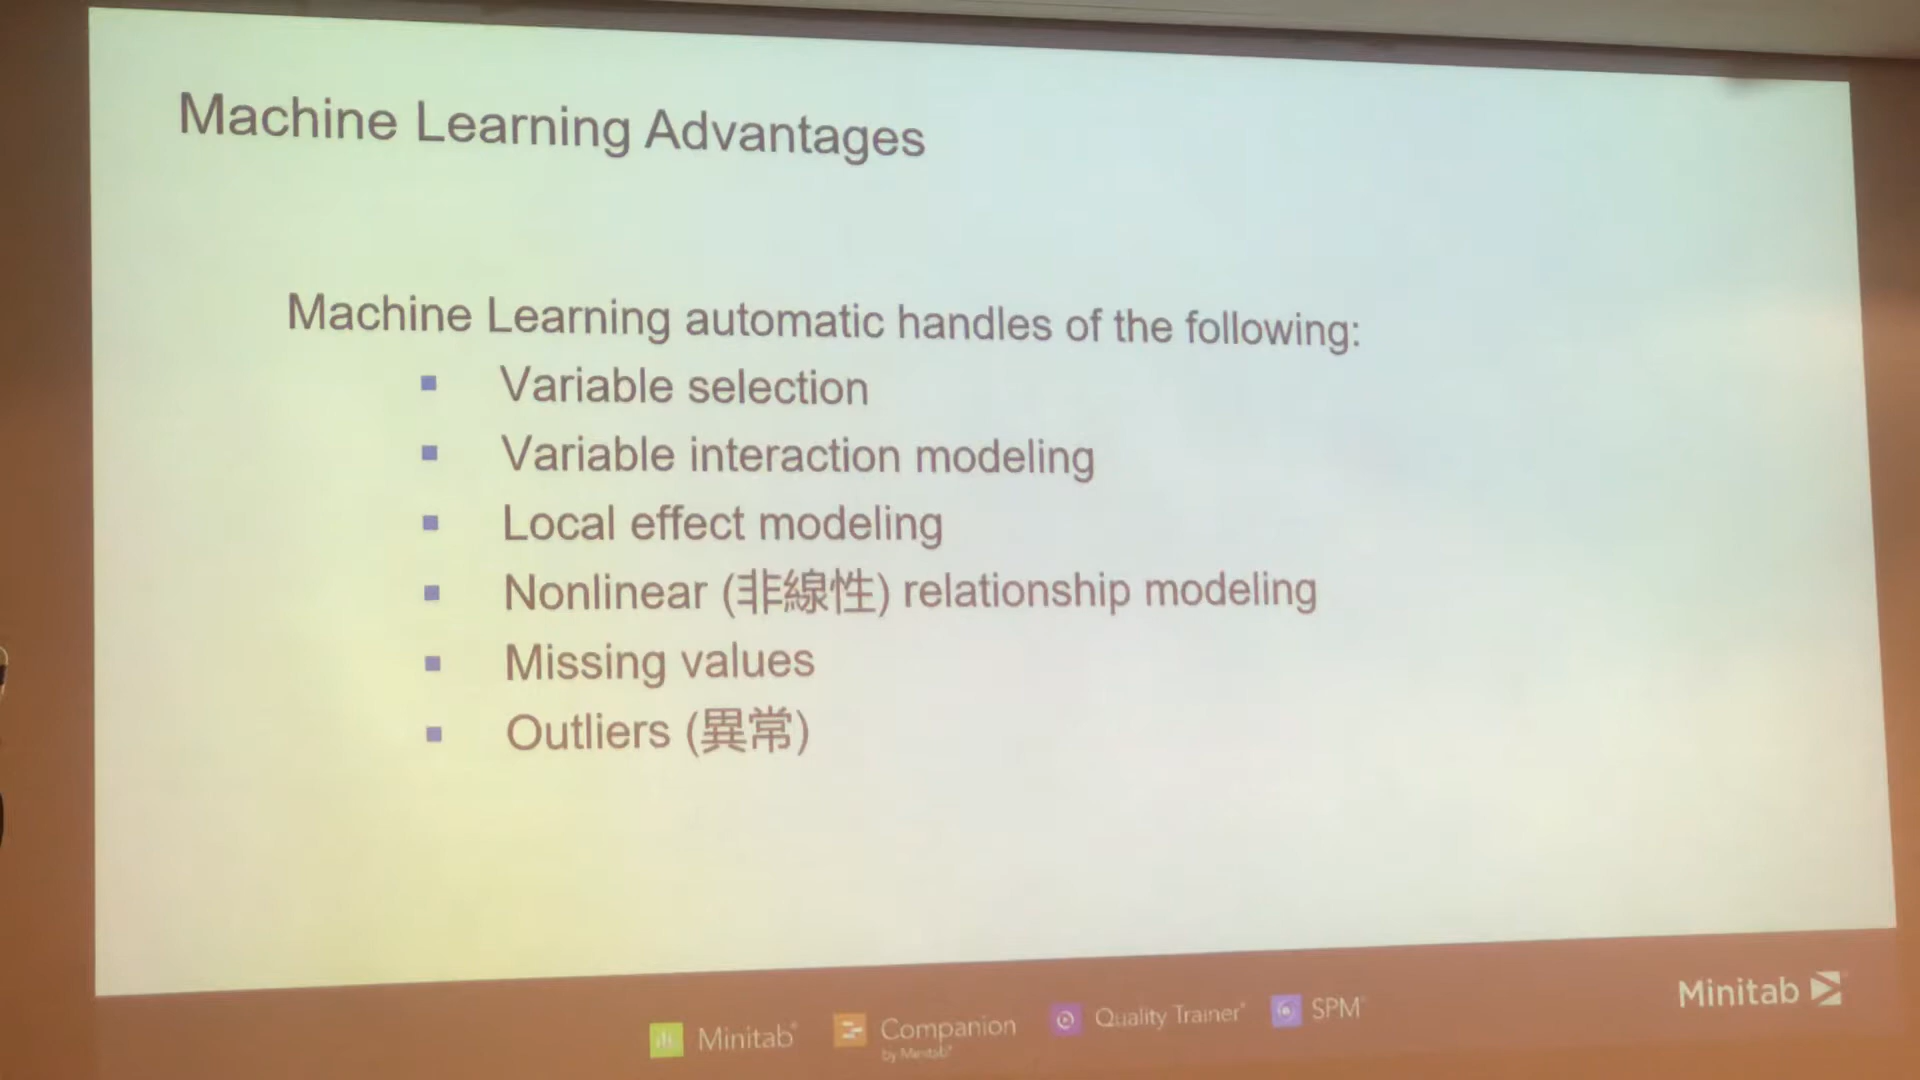 Machine Learning Advantages
Machine Learning automatic handles of the following:
▪ Variable selection
▪ Variable interaction modeling
▪ Local effect modeling
▪ Nonlinear (非線性) relationship modeling
▪ Missing values
▪ Outliers (異常)
Minitab
Minitab®
Companion
by Minitab®
Quality Trainer®
SPM®